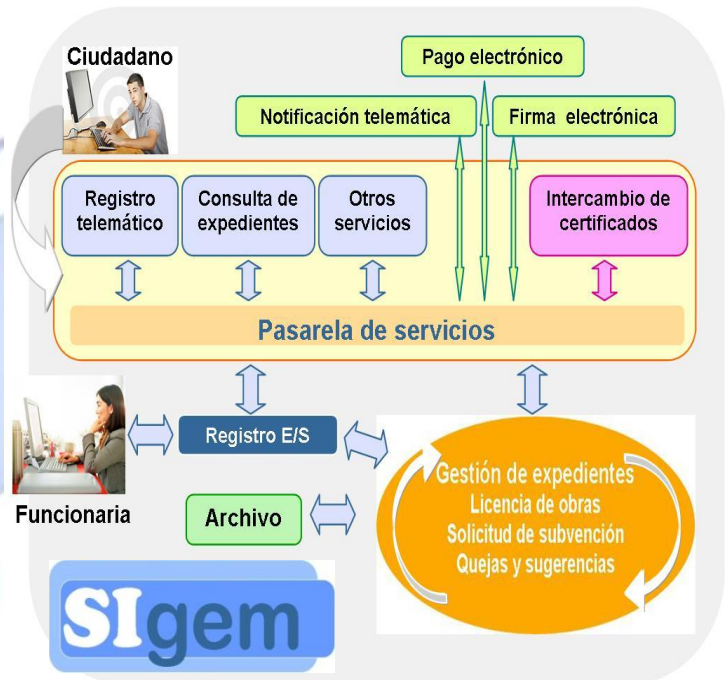 Ciudadano
Pago electrónico
Notificación telemática
Firma electrónica
Registro
telemático
Consulta de
expedientes
Otros
servicios
Intercambio de
certificados
Pasarela de servicios
Registro E/S
Funcionaria
Archivo
Gestión de expedientes
Licencia de obras
Solicitud de subvención
Quejas y sugerencias
SIgem